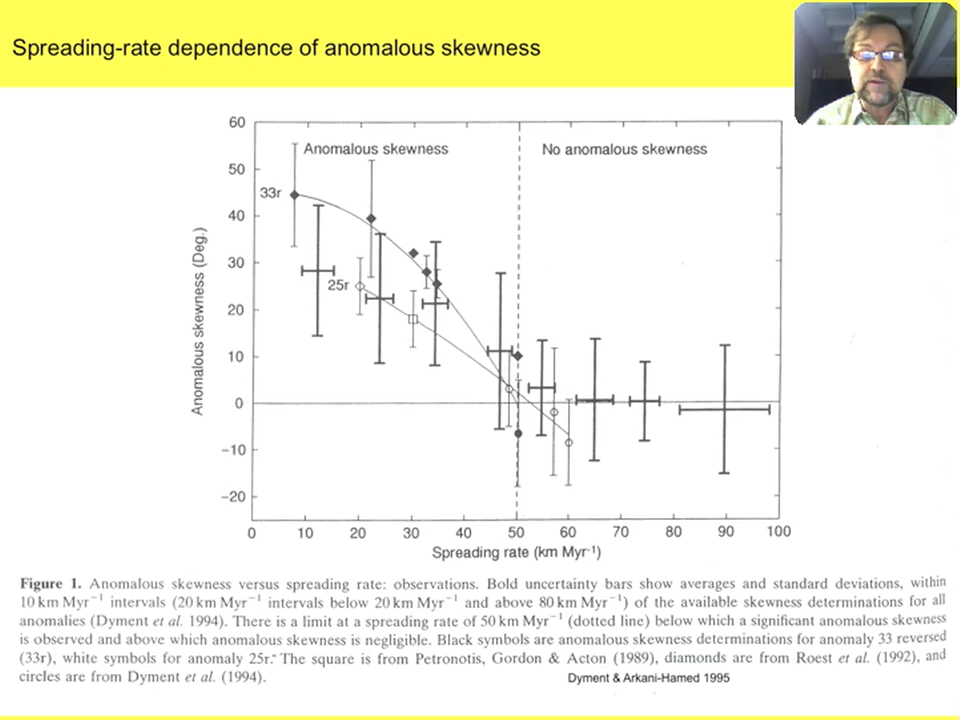 Spreading-rate dependence of anomalous skewness
60
Anomalous skewness
No anomalous skewness
50
33r
40
30
25r
20
10
0
−10
−20
Anomalous skewness (Deg.)
0 10 20 30 40 50 60 70 80 90 100
Spreading rate (km Myr⁻¹)
Figure 1. Anomalous skewness versus spreading rate: observations. Bold uncertainty bars show averages and standard deviations, within
10 km Myr⁻¹ intervals (20 km Myr⁻¹ intervals below 20 km Myr⁻¹ and above 80 km Myr⁻¹) of the available skewness determinations for all
anomalies (Dyment et al. 1994). There is a limit at a spreading rate of 50 km Myr⁻¹ (dotted line) below which a significant anomalous skewness
is observed and above which anomalous skewness is negligible. Black symbols are anomalous skewness determinations for anomaly 33 reversed
(33r), white symbols for anomaly 25r. The square is from Petronotis, Gordon & Acton (1989), diamonds are from Roest et al. (1992), and
circles are from Dyment et al. (1994).
Dyment & Arkani-Hamed 1995